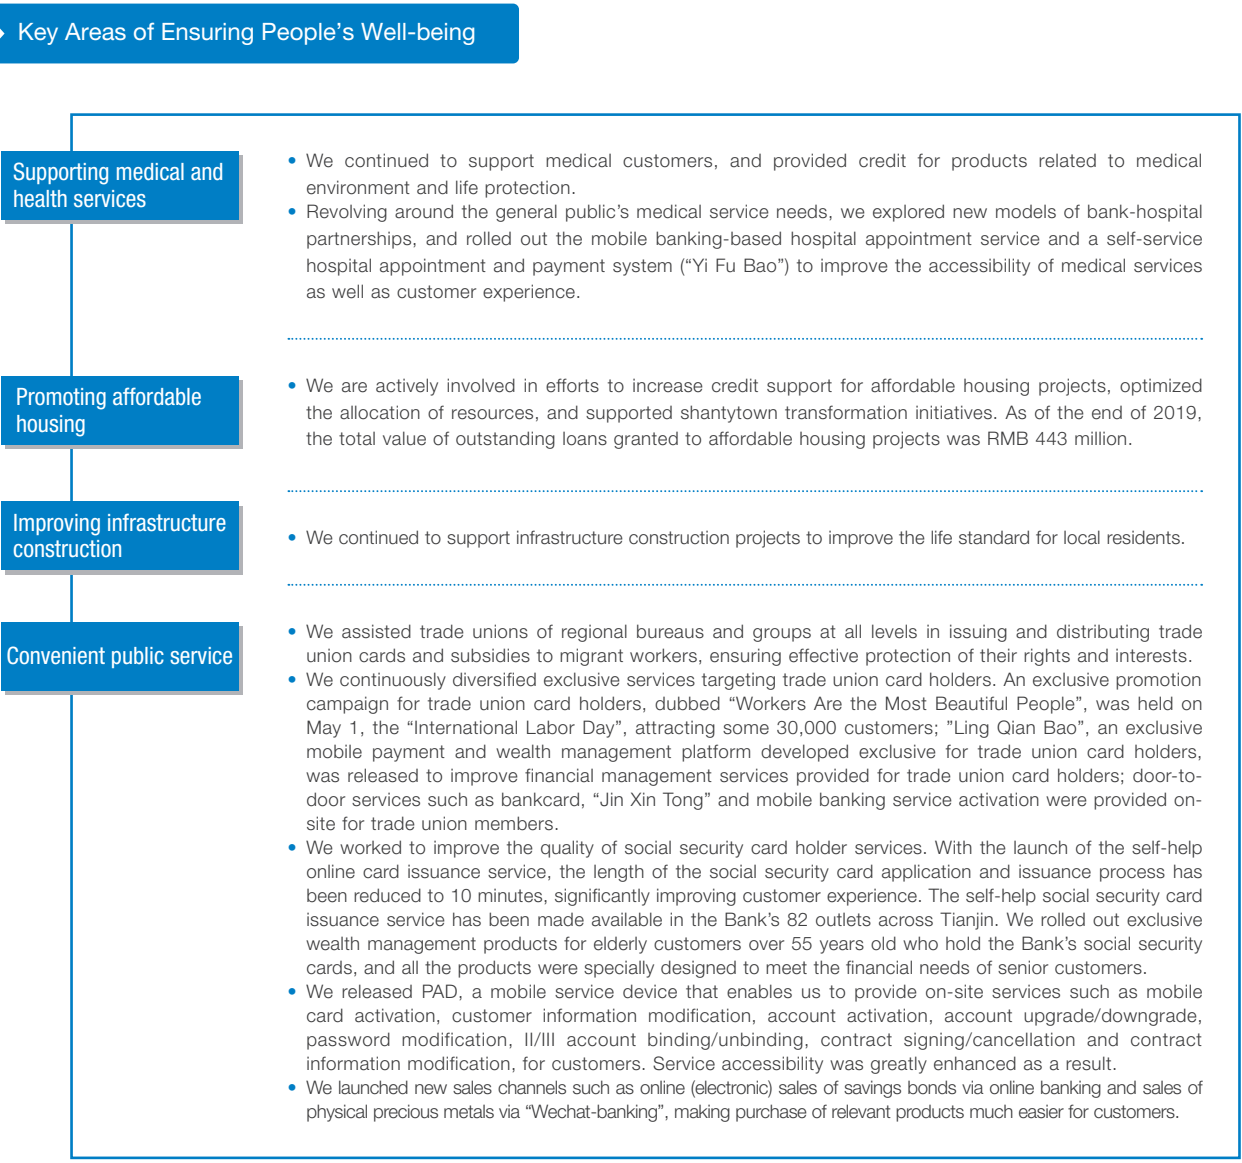 Key Areas of Ensuring People's Well-being
Supporting medical and
health services
• We continued to support medical customers, and provided credit for products related to medical
environment and life protection.
• Revolving around the general public's medical service needs, we explored new models of bank-hospital
partnerships, and rolled out the mobile banking-based hospital appointment service and a self-service
hospital appointment and payment system (“Yi Fu Bao”) to improve the accessibility of medical services
as well as customer experience.
Promoting affordable
housing
• We are actively involved in efforts to increase credit support for affordable housing projects, optimized
the allocation of resources, and supported shantytown transformation initiatives. As of the end of 2019,
the total value of outstanding loans granted to affordable housing projects was RMB 443 million.
Improving infrastructure
construction
• We continued to support infrastructure construction projects to improve the life standard for local residents.
Convenient public service
• We assisted trade unions of regional bureaus and groups at all levels in issuing and distributing trade
union cards and subsidies to migrant workers, ensuring effective protection of their rights and interests.
• We continuously diversified exclusive services targeting trade union card holders. An exclusive promotion
campaign for trade union card holders, dubbed “Workers Are the Most Beautiful People”, was held on
May 1, the “International Labor Day”, attracting some 30,000 customers; ”Ling Qian Bao”, an exclusive
mobile payment and wealth management platform developed exclusive for trade union card holders,
was released to improve financial management services provided for trade union card holders; door-to-
door services such as bankcard, “Jin Xin Tong” and mobile banking service activation were provided on-
site for trade union members.
• We worked to improve the quality of social security card holder services. With the launch of the self-help
online card issuance service, the length of the social security card application and issuance process has
been reduced to 10 minutes, significantly improving customer experience. The self-help social security card
issuance service has been made available in the Bank's 82 outlets across Tianjin. We rolled out exclusive
wealth management products for elderly customers over 55 years old who hold the Bank's social security
cards, and all the products were specially designed to meet the financial needs of senior customers.
• We released PAD, a mobile service device that enables us to provide on-site services such as mobile
card activation, customer information modification, account activation, account upgrade/downgrade,
password modification, II/III account binding/unbinding, contract signing/cancellation and contract
information modification, for customers. Service accessibility was greatly enhanced as a result.
• We launched new sales channels such as online (electronic) sales of savings bonds via online banking and sales of
physical precious metals via “Wechat-banking”, making purchase of relevant products much easier for customers.